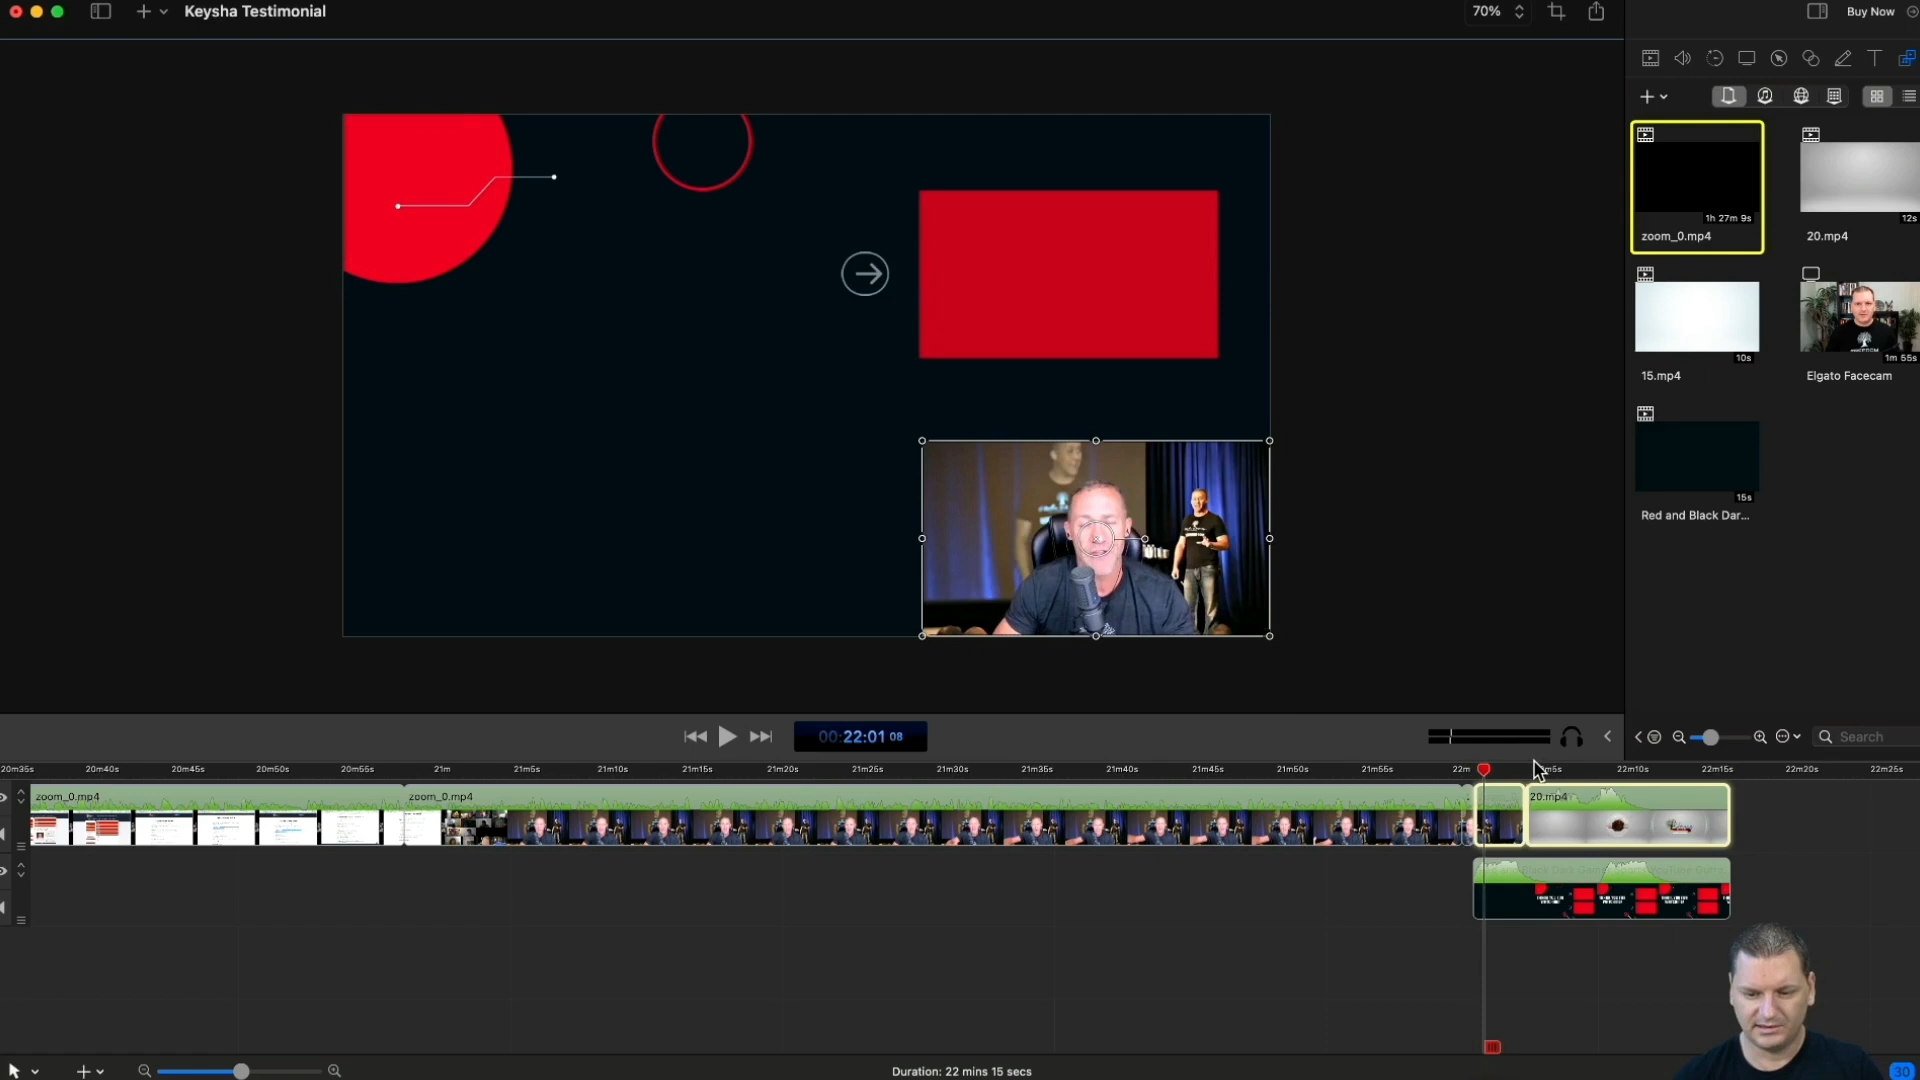 Keysha Testimonial
70%
Buy Now
1h 27m 9s
12s
zoom_0.mp4
20.mp4
10s
1m 55s
15.mp4
Elgato Facecam
15s
Red and Black Dar...
00:22:01 08
Search
20m35s
20m40s
20m45s
20m50s
20m55s
21m
21m5s
21m10s
21m15s
21m20s
21m25s
21m30s
21m35s
21m40s
21m45s
21m50s
21m55s
22m
22m10s
22m15s
22m20s
22m25s
zoom_0.mp4
zoom_0.mp4
20.mp4
Duration: 22 mins 15 secs
30